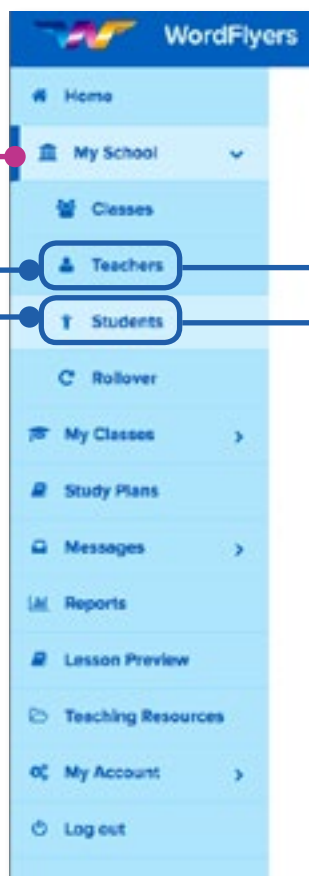 WordFlyers
Home
My School
Classes
Teachers
Students
Rollover
My Classes
Study Plans
Messages
Reports
Lesson Preview
Teaching Resources
My Account
Log out